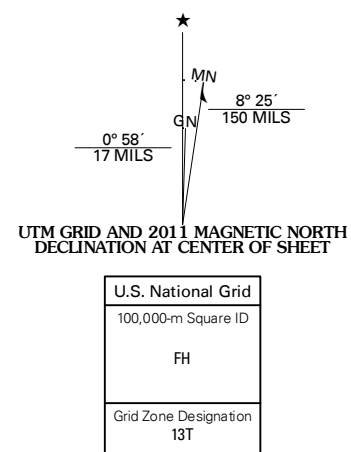 MN
8° 25´
150 MILS
GN
0° 58´
17 MILS
UTM GRID AND 2011 MAGNETIC NORTH
DECLINATION AT CENTER OF SHEET
U.S. National Grid
100,000-m Square ID
FH
Grid Zone Designation
13T